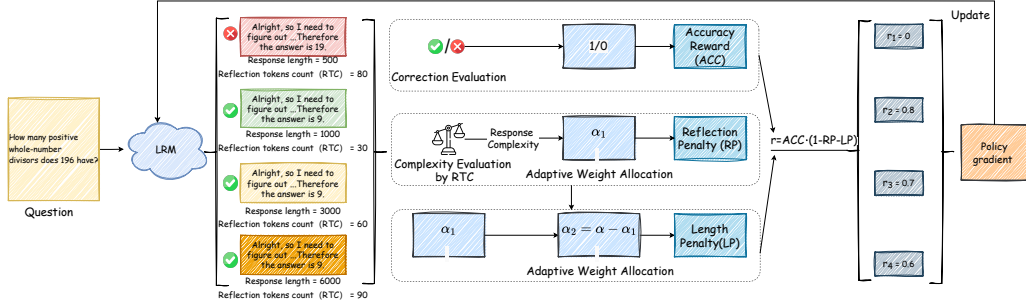 Update
How many positive
whole-number
divisors does 196 have?
Question
LRM
Alright, so I need to
figure out ...Therefore
the answer is 19.
Response length = 500
Reflection tokens count (RTC) = 80
Alright, so I need to
figure out ...Therefore
the answer is 9.
Response length = 1000
Reflection tokens count (RTC) = 30
Alright, so I need to
figure out ...Therefore
the answer is 9.
Response length = 3000
Reflection tokens count (RTC) = 60
Alright, so I need to
figure out ...Therefore
the answer is 9.
Response length = 6000
Reflection tokens count (RTC) = 90
/
Correction Evaluation
1/0
Accuracy
Reward
(ACC)
Complexity Evaluation
by RTC
Response
Complexity
α₁
Adaptive Weight Allocation
Reflection
Penalty (RP)
α₁
α₂ = α − α₁
Adaptive Weight Allocation
Length
Penalty(LP)
r=ACC·(1-RP-LP)
r₁ = 0
r₂ = 0.8
r₃ = 0.7
r₄ = 0.6
Policy
gradient